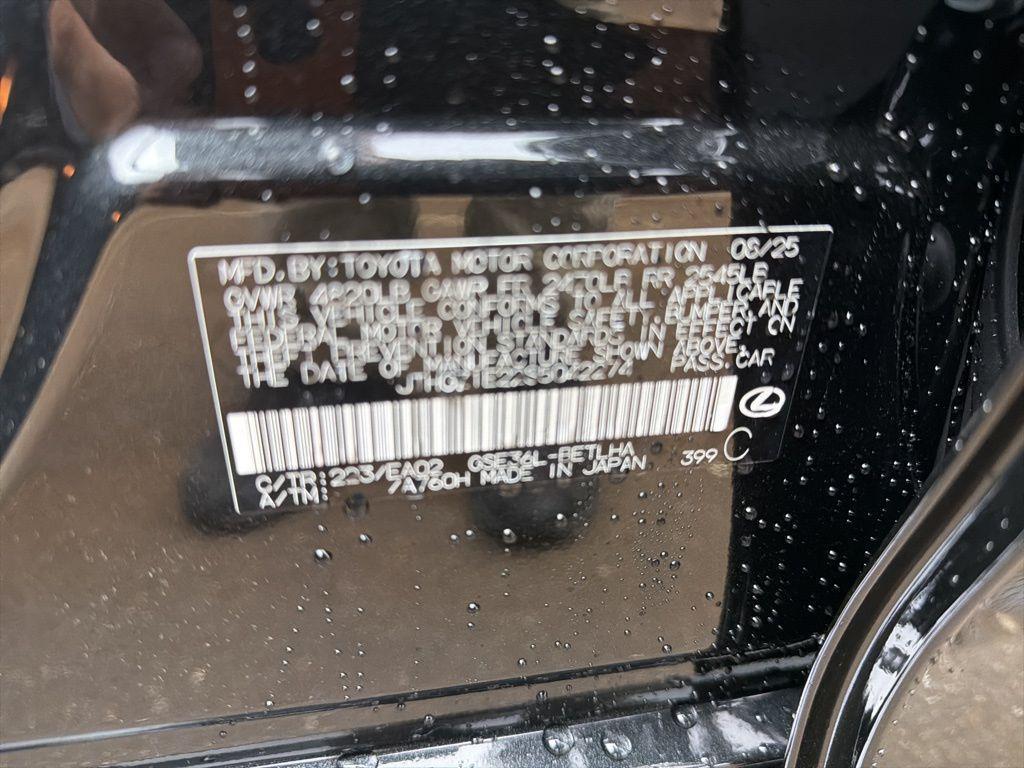 MFD. BY: TOYOTA MOTOR CORPORATION 08/25
GVWR 4820LB GAWR FR 2470LB RR 2545LB
THIS VEHICLE CONFORMS TO ALL APPLICABLE
FEDERAL MOTOR VEHICLE SAFETY, BUMPER, AND
THEFT PREVENTION STANDARDS IN EFFECT ON
THE DATE OF MANUFACTURE SHOWN ABOVE.
PASS. CAR
C/TR: 223/EA02 GSE36L-BETLHA
A/TM: 7A760H MADE IN JAPAN 399 C